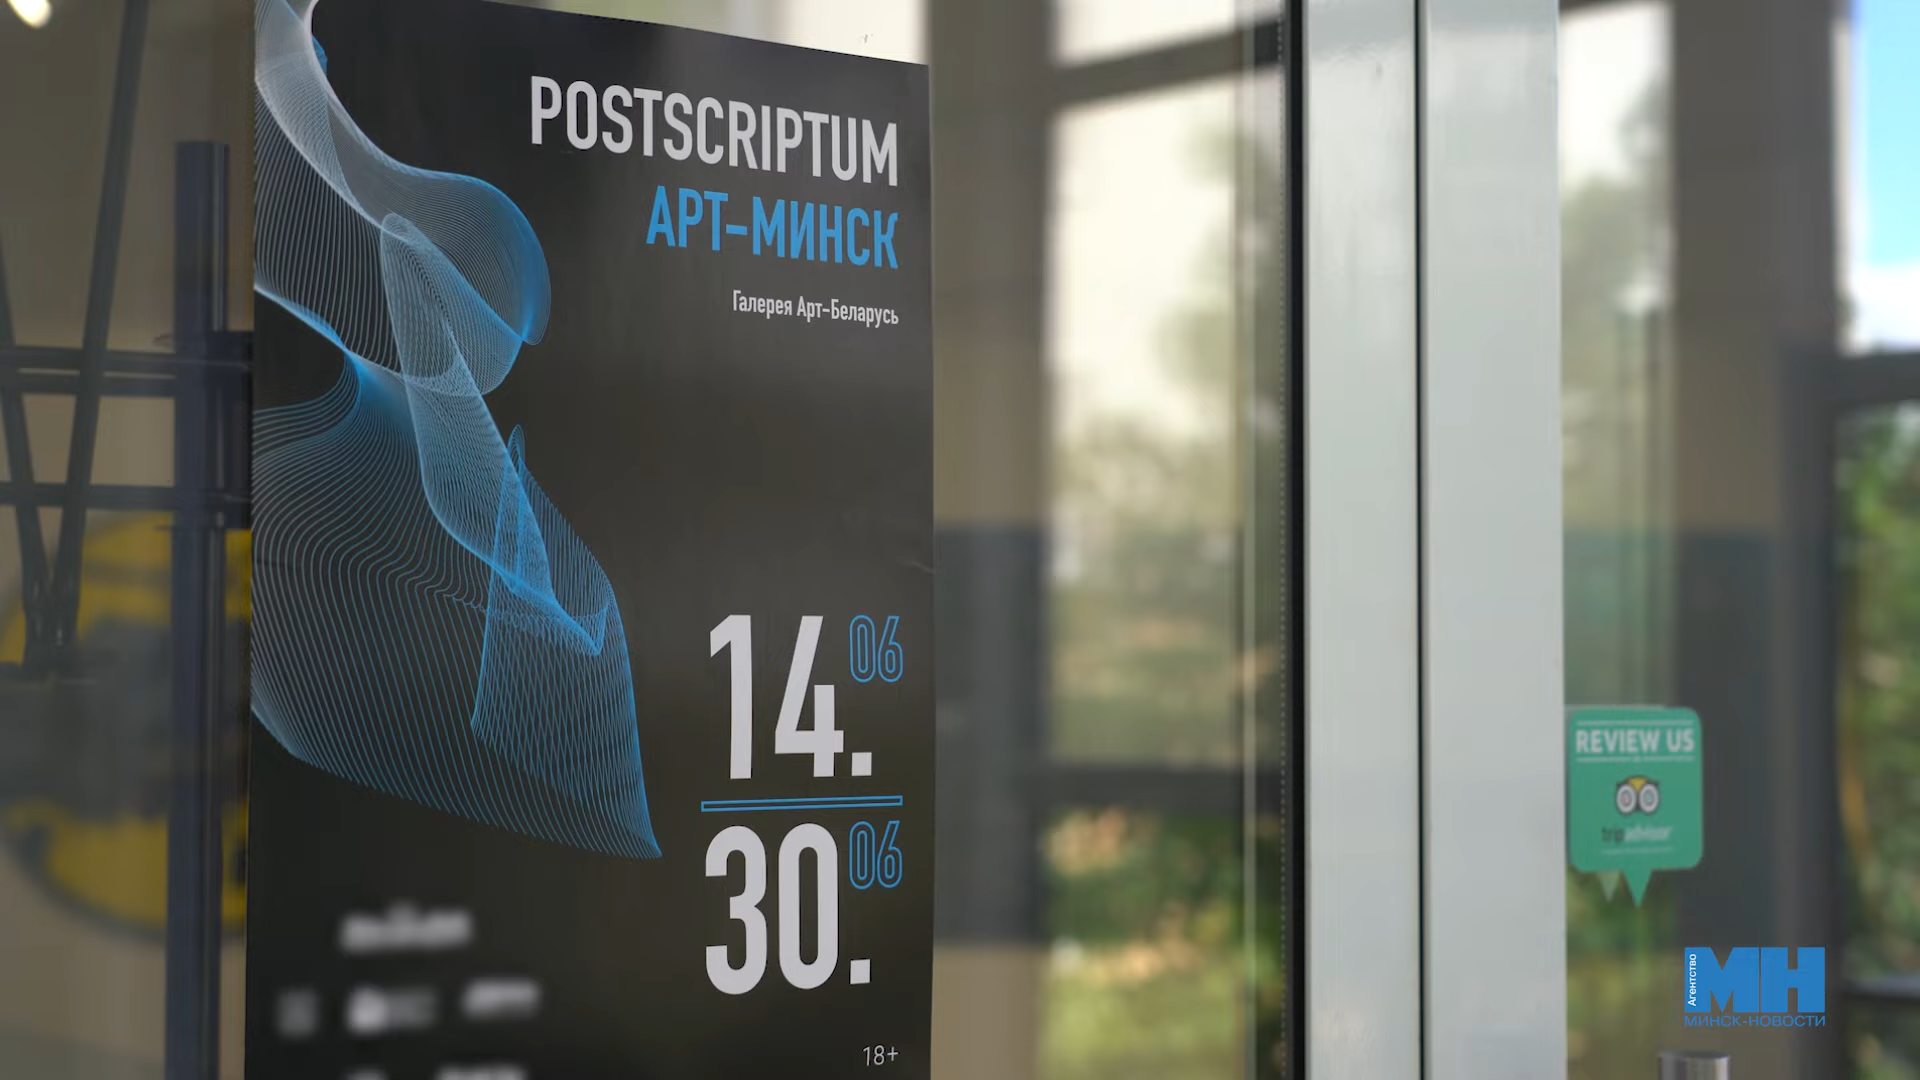 POSTSCRIPTUM
АРТ-МИНСК
Галерея Арт-Беларусь
14.06
30.06
18+
REVIEW US
tripadvisor
Агентство
МН
МИНСК-НОВОСТИ